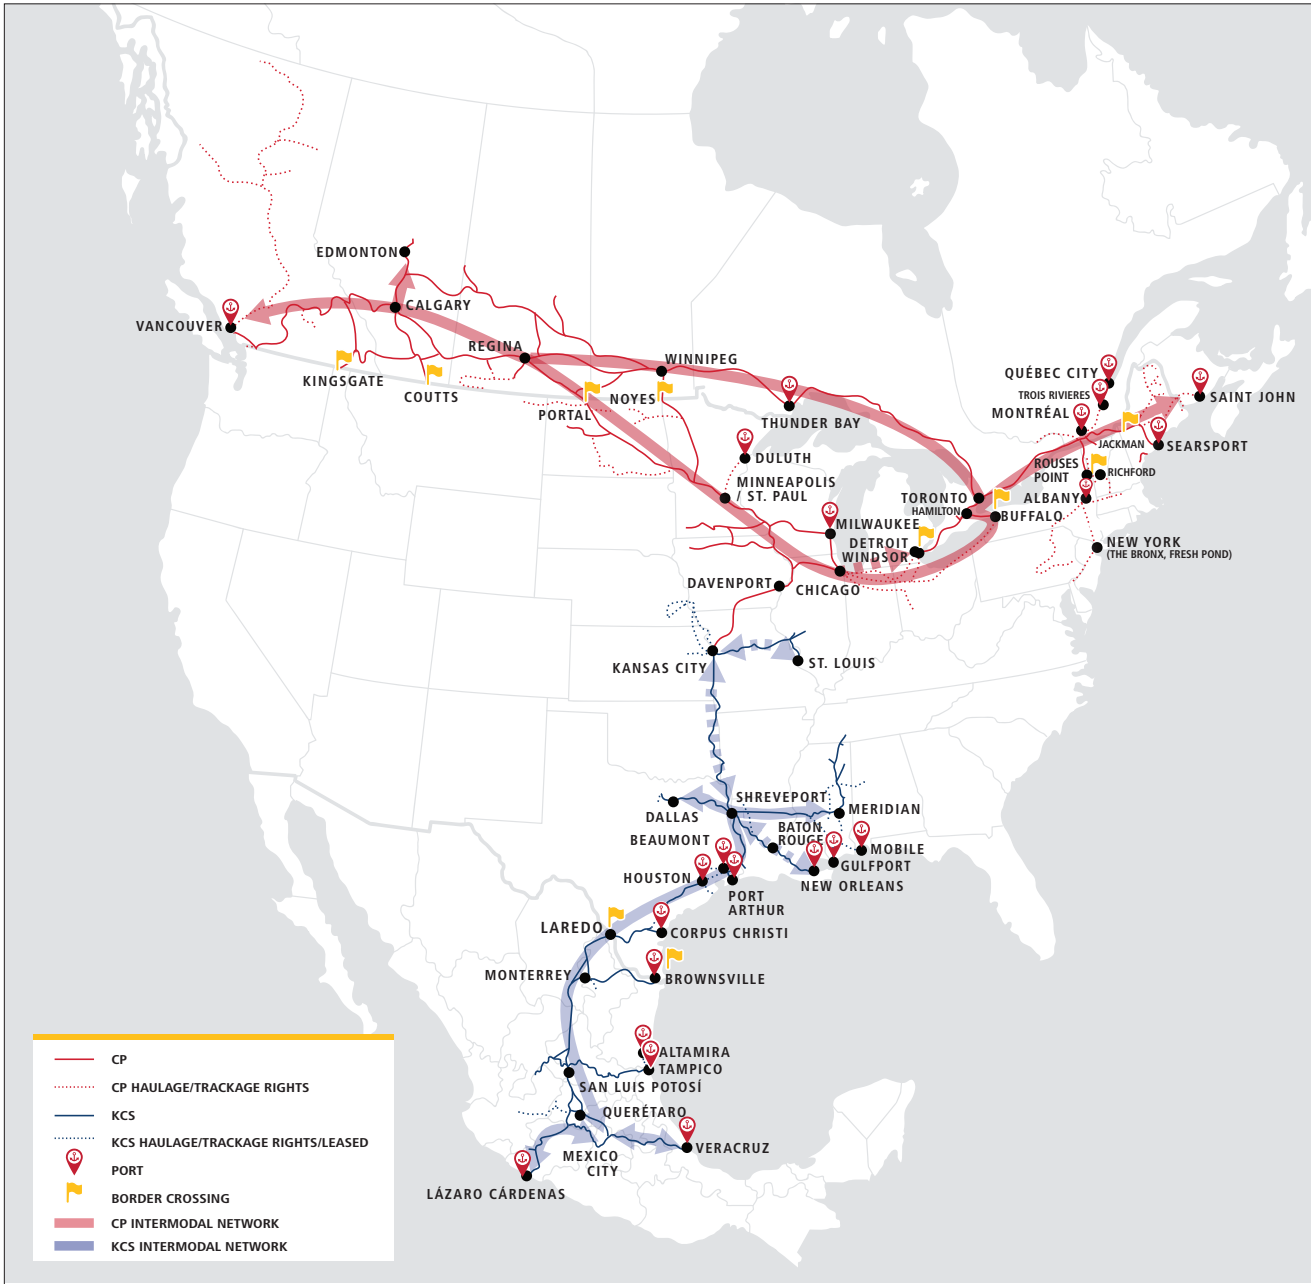 EDMONTON
CALGARY
VANCOUVER
REGINA
WINNIPEG
KINGSGATE
COUTTS
PORTAL
NOYES
THUNDER BAY
DULUTH
MINNEAPOLIS
/ ST. PAUL
QUÉBEC CITY
TROIS RIVIERES
MONTRÉAL
SAINT JOHN
JACKMAN
SEARSPORT
ROUSES
POINT
RICHFORD
TORONTO
HAMILTON
ALBANY
BUFFALO
MILWAUKEE
DETROIT
WINDSOR
NEW YORK
(THE BRONX, FRESH POND)
DAVENPORT
CHICAGO
KANSAS CITY
ST. LOUIS
SHREVEPORT
DALLAS
MERIDIAN
BEAUMONT
BATON
ROUGE
MOBILE
GULFPORT
NEW ORLEANS
HOUSTON
PORT
ARTHUR
LAREDO
CORPUS CHRISTI
MONTERREY
BROWNSVILLE
ALTAMIRA
TAMPICO
SAN LUIS POTOSÍ
QUERÉTARO
MEXICO
CITY
VERACRUZ
LÁZARO CÁRDENAS
CP
CP HAULAGE/TRACKAGE RIGHTS
KCS
KCS HAULAGE/TRACKAGE RIGHTS/LEASED
PORT
BORDER CROSSING
CP INTERMODAL NETWORK
KCS INTERMODAL NETWORK